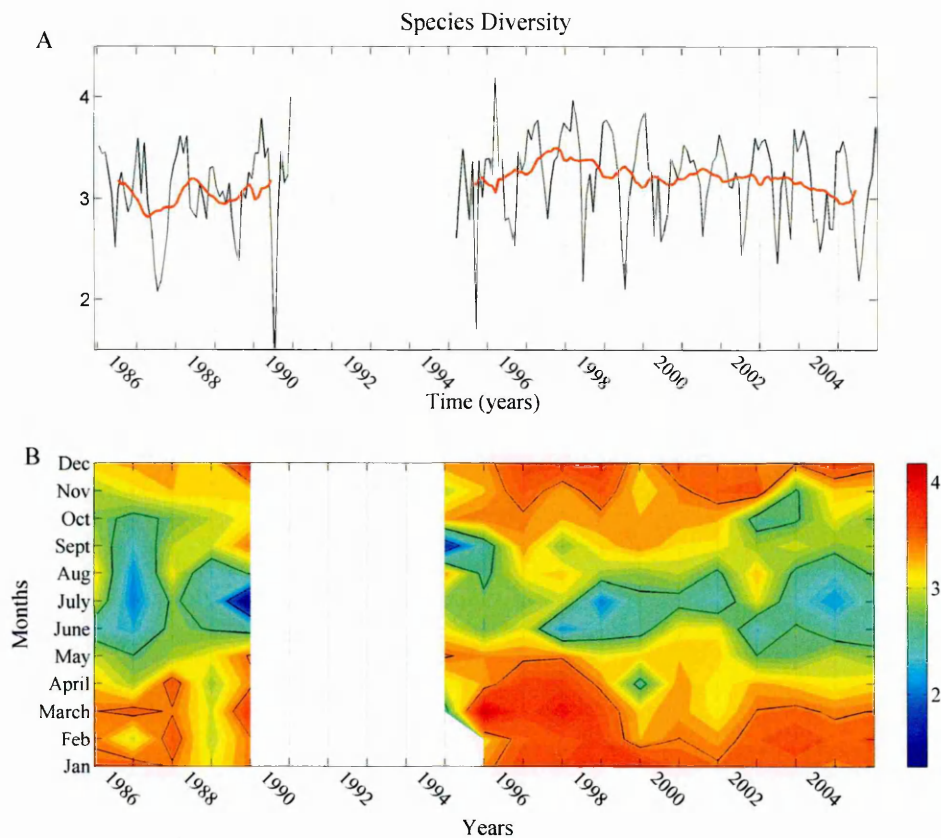 Species Diversity
A
4
3
2
1986 1988 1990 1992 1994 1996 1998 2000 2002 2004
Time (years)
B
Dec
Nov
Oct
Sept
Aug
July
June
May
April
March
Feb
Jan
Months
4
3
2
1986 1988 1990 1992 1994 1996 1998 2000 2002 2004
Years